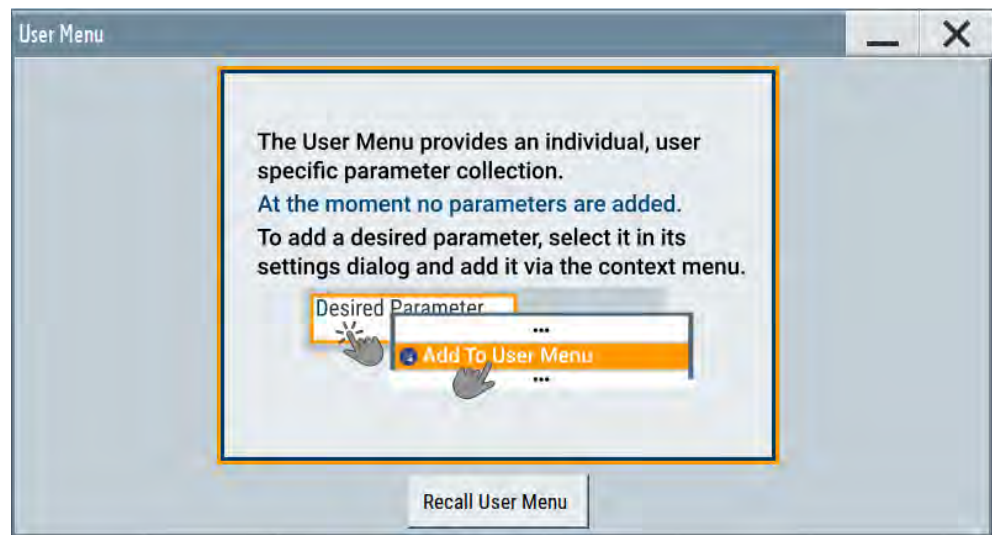 User Menu
The User Menu provides an individual, user
specific parameter collection.
At the moment no parameters are added.
To add a desired parameter, select it in its
settings dialog and add it via the context menu.
Desired Parameter
...
Add To User Menu
...
Recall User Menu